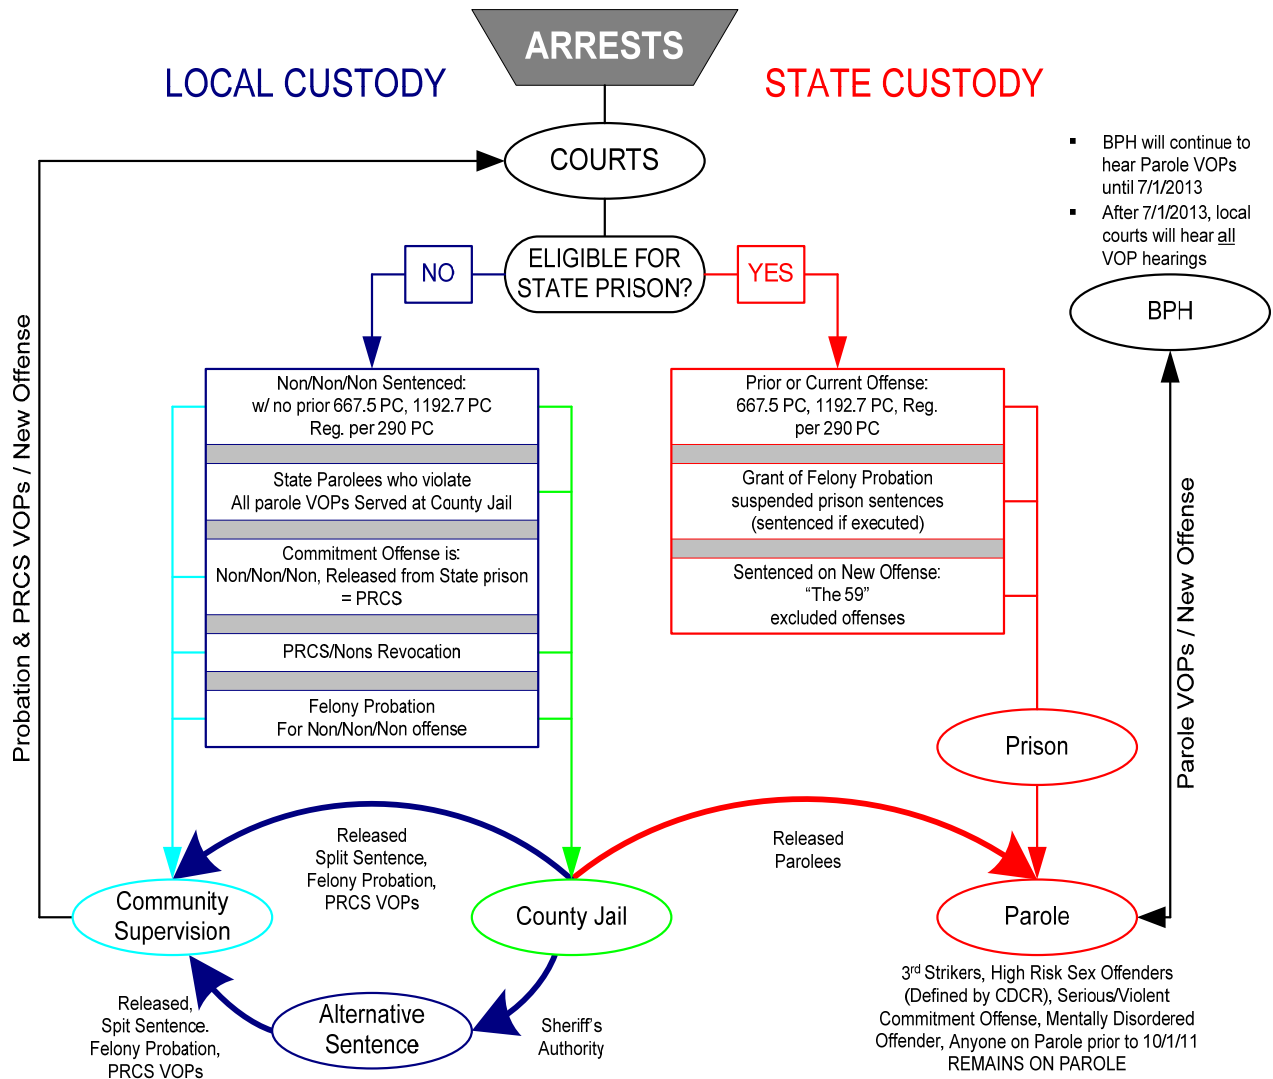 ARRESTS
LOCAL CUSTODY
STATE CUSTODY
COURTS
▪ BPH will continue to
hear Parole VOPs
until 7/1/2013
▪ After 7/1/2013, local
courts will hear all
VOP hearings
NO
ELIGIBLE FOR
STATE PRISON?
YES
BPH
Non/Non/Non Sentenced:
w/ no prior 667.5 PC, 1192.7 PC
Reg. per 290 PC
State Parolees who violate
All parole VOPs Served at County Jail
Commitment Offense is:
Non/Non/Non, Released from State prison
= PRCS
PRCS/Nons Revocation
Felony Probation
For Non/Non/Non offense
Prior or Current Offense:
667.5 PC, 1192.7 PC, Reg.
per 290 PC
Grant of Felony Probation
suspended prison sentences
(sentenced if executed)
Sentenced on New Offense:
“The 59”
excluded offenses
Probation & PRCS VOPs / New Offense
Parole VOPs / New Offense
Prison
Released
Split Sentence,
Felony Probation,
PRCS VOPs
Released
Parolees
Community
Supervision
County Jail
Parole
3rd Strikers, High Risk Sex Offenders
(Defined by CDCR), Serious/Violent
Commitment Offense, Mentally Disordered
Offender, Anyone on Parole prior to 10/1/11
REMAINS ON PAROLE
Released,
Spit Sentence.
Felony Probation,
PRCS VOPs
Alternative
Sentence
Sheriff’s
Authority